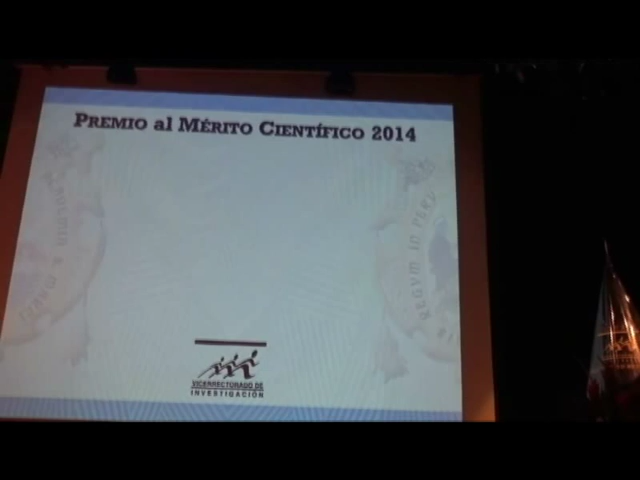 PREMIO al MÉRITO CIENTÍFICO 2014
VICERRECTORADO DE
INVESTIGACIÓN